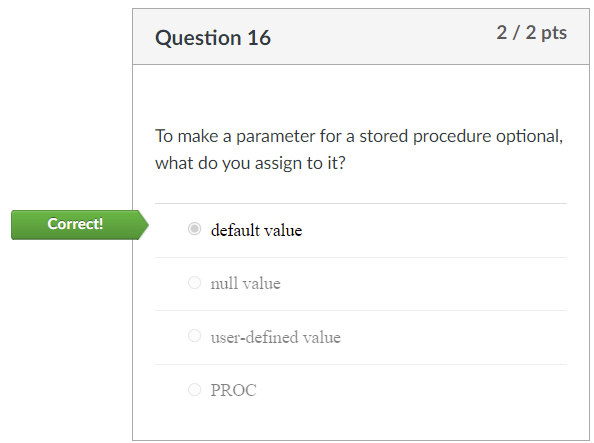 Question 16
2 / 2 pts
To make a parameter for a stored procedure optional,
what do you assign to it?
Correct!
default value
null value
user-defined value
PROC